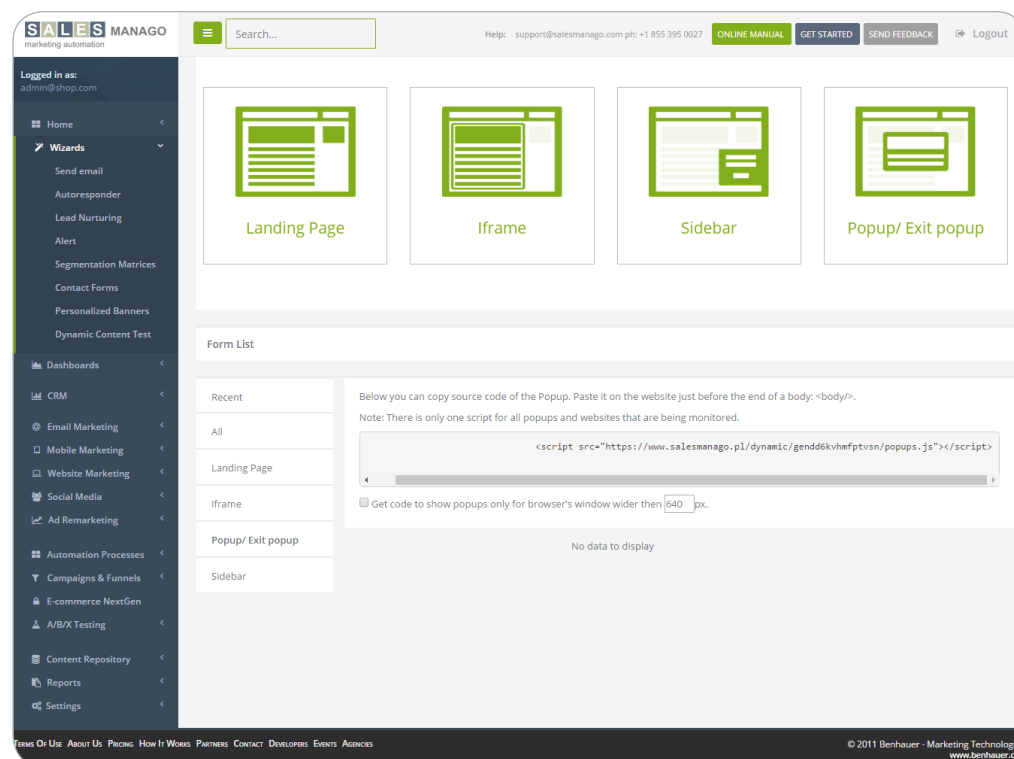 SALES MANAGO
marketing automation
Search...
Help: support@salesmanago.com ph: +1 855 395 0027
ONLINE MANUAL
GET STARTED
SEND FEEDBACK
Logout
Logged in as:
admin@shop.com
Home
Wizards
Send email
Autoresponder
Lead Nurturing
Alert
Segmentation Matrices
Contact Forms
Personalized Banners
Dynamic Content Test
Dashboards
CRM
Email Marketing
Mobile Marketing
Website Marketing
Social Media
Ad Remarketing
Automation Processes
Campaigns & Funnels
E-commerce NextGen
A/B/X Testing
Content Repository
Reports
Settings
Landing Page
Iframe
Sidebar
Popup/ Exit popup
Form List
Recent
All
Landing Page
Iframe
Popup/ Exit popup
Sidebar
Below you can copy source code of the Popup. Paste it on the website just before the end of a body: <body/>.
Note: There is only one script for all popups and websites that are being monitored.
<script src="https://www.salesmanago.pl/dynamic/gendd6kvhmfptvsn/popups.js"></script>
Get code to show popups only for browser's window wider then 640 px.
No data to display
Terms Of Use About Us Pricing How It Works Partners Contact Developers Events Agencies
© 2011 Benhauer - Marketing Technolog
www.benhauer.c